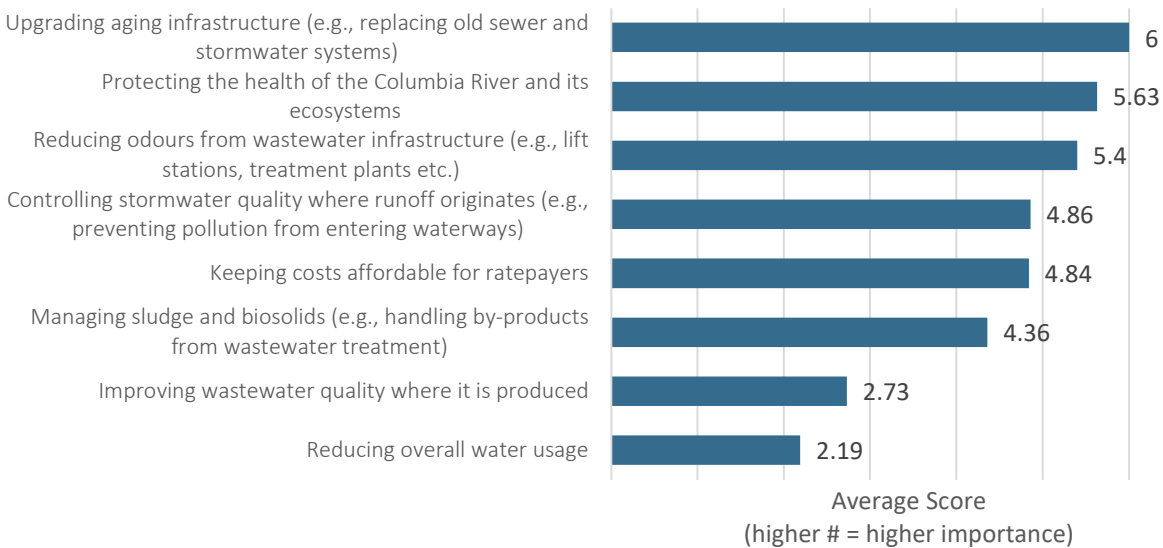 Upgrading aging infrastructure (e.g., replacing old sewer and
stormwater systems)
6
Protecting the health of the Columbia River and its
ecosystems
5.63
Reducing odours from wastewater infrastructure (e.g., lift
stations, treatment plants etc.)
5.4
Controlling stormwater quality where runoff originates (e.g.,
preventing pollution from entering waterways)
4.86
Keeping costs affordable for ratepayers
4.84
Managing sludge and biosolids (e.g., handling by-products
from wastewater treatment)
4.36
Improving wastewater quality where it is produced
2.73
Reducing overall water usage
2.19
Average Score
(higher # = higher importance)